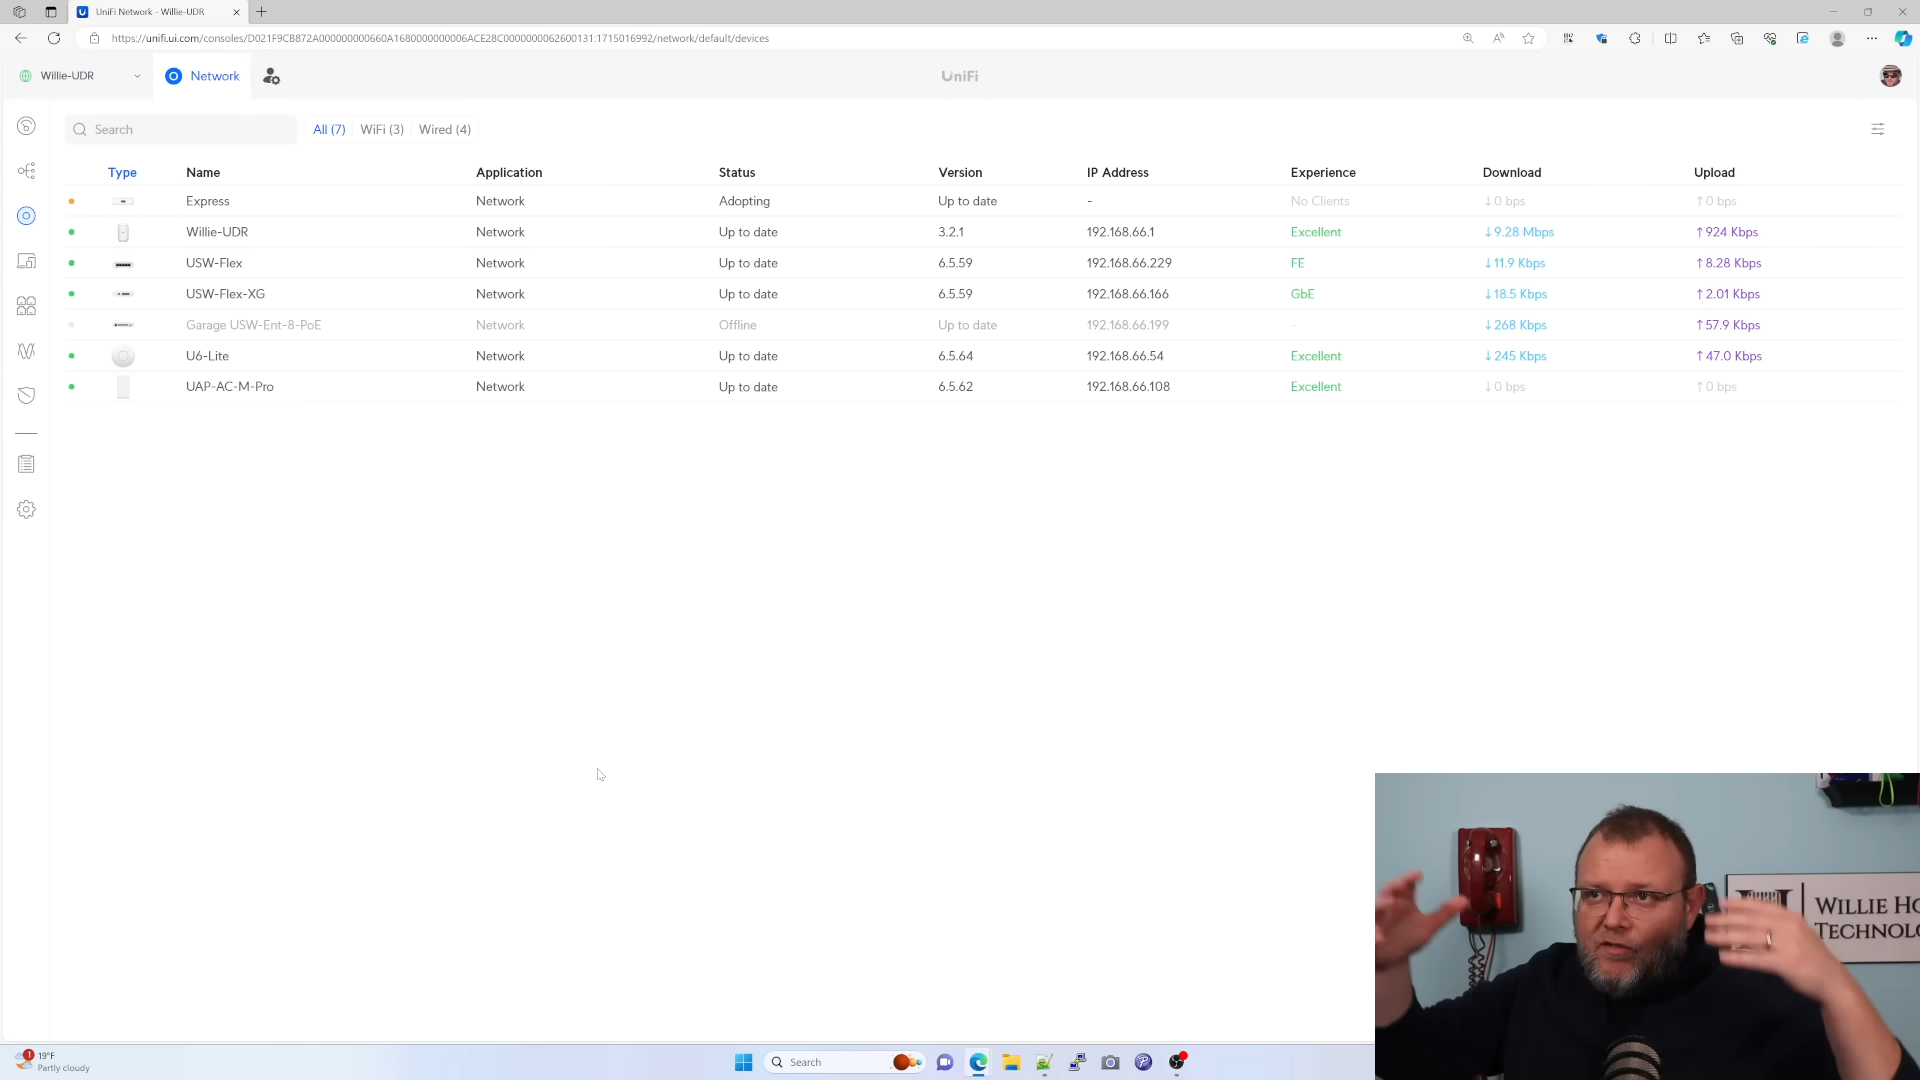 UniFi Network - Willie-UDR
https://unifi.ui.com/consoles/D021F9CB872A000000000660A1680000000006ACE28C0000000062600131:1715016992/network/default/devices
Willie-UDR
Network
UniFi
Search
All (7) WiFi (3) Wired (4)
Type Name Application Status Version IP Address Experience Download Upload
Express Network Adopting Up to date - No Clients ↓0 bps ↑0 bps
Willie-UDR Network Up to date 3.2.1 192.168.66.1 Excellent ↓9.28 Mbps ↑924 Kbps
USW-Flex Network Up to date 6.5.59 192.168.66.229 FE ↓11.9 Kbps ↑8.28 Kbps
USW-Flex-XG Network Up to date 6.5.59 192.168.66.166 GbE ↓18.5 Kbps ↑2.01 Kbps
Garage USW-Ent-8-PoE Network Offline Up to date 192.168.66.199 - ↓268 Kbps ↑57.9 Kbps
U6-Lite Network Up to date 6.5.64 192.168.66.54 Excellent ↓245 Kbps ↑47.0 Kbps
UAP-AC-M-Pro Network Up to date 6.5.62 192.168.66.108 Excellent ↓0 bps ↑0 bps
WILLIE HO
TECHNOLO
1
19°F
Partly cloudy
Search